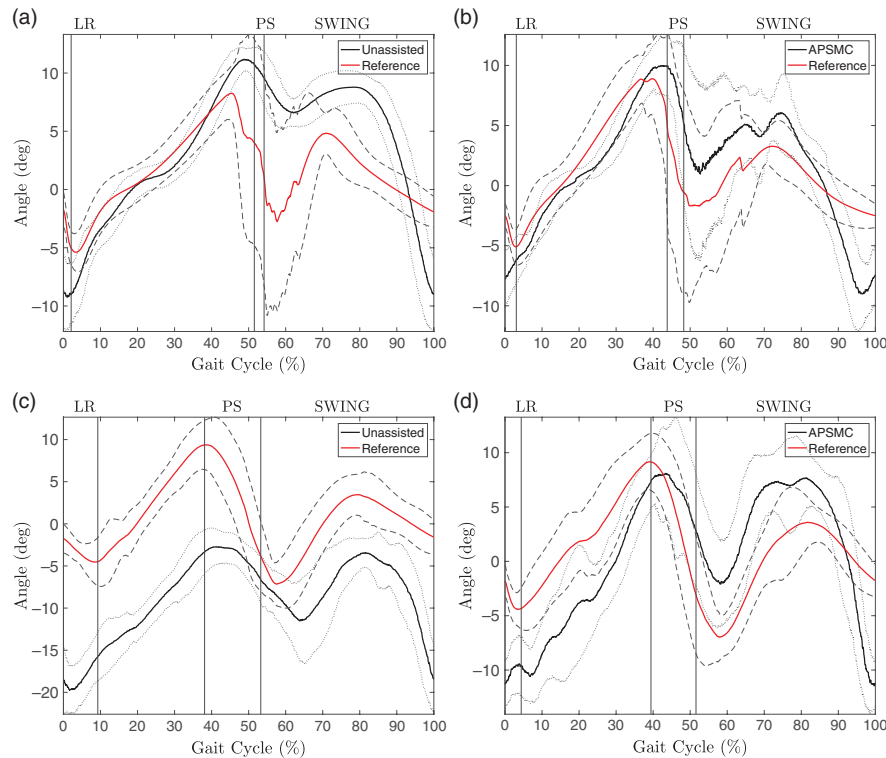 (a)
LR PS SWING
Unassisted
Reference
10
5
0
−5
−10
Angle (deg)
0 10 20 30 40 50 60 70 80 90 100
Gait Cycle (%)
(b)
LR PS SWING
APSMC
Reference
10
5
0
−5
−10
Angle (deg)
0 10 20 30 40 50 60 70 80 90 100
Gait Cycle (%)
(c)
LR PS SWING
Unassisted
Reference
10
5
0
−5
−10
−15
−20
Angle (deg)
0 10 20 30 40 50 60 70 80 90 100
Gait Cycle (%)
(d)
LR PS SWING
APSMC
Reference
10
5
0
−5
−10
Angle (deg)
0 10 20 30 40 50 60 70 80 90 100
Gait Cycle (%)